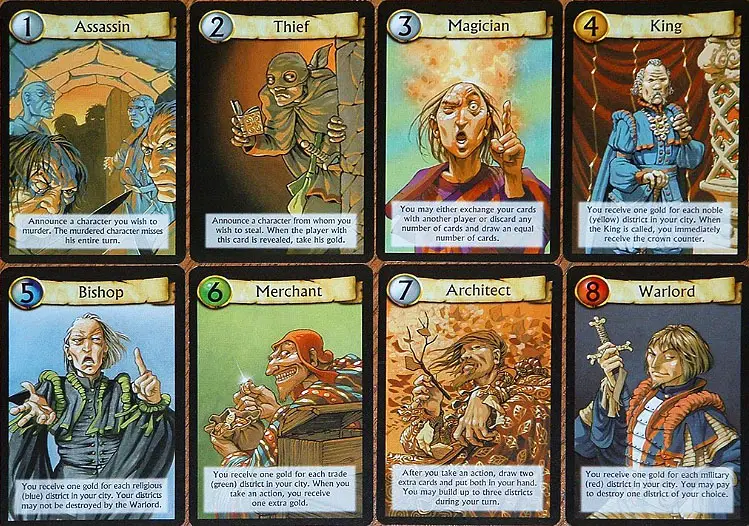 1 Assassin
Announce a character you wish to
murder. The murdered character misses
his entire turn.
2 Thief
Announce a character from whom you
wish to steal. When the player with
this card is revealed, take his gold.
3 Magician
You may either exchange your cards
with another player or discard any
number of cards and draw an equal
number of cards.
4 King
You receive one gold for each noble
(yellow) district in your city. When
the King is called, you immediately
receive the crown counter.
5 Bishop
You receive one gold for each religious
(blue) district in your city. Your districts
may not be destroyed by the Warlord.
6 Merchant
You receive one gold for each trade
(green) district in your city. When you
take an action, you receive
one extra gold.
7 Architect
After you take an action, draw two
extra cards and put both in your hand.
You may build up to three districts
during your turn.
8 Warlord
You receive one gold for each military
(red) district in your city. You may pay
to destroy one district of your choice.